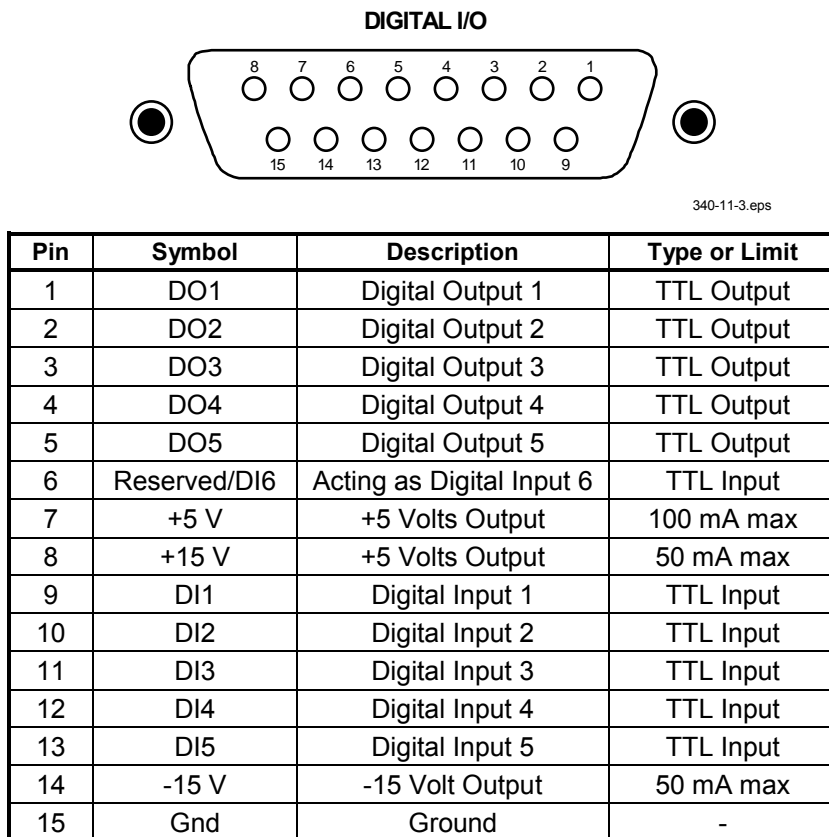 DIGITAL I/O
8 7 6 5 4 3 2 1
15 14 13 12 11 10 9
340-11-3.eps
Pin Symbol Description Type or Limit
1 DO1 Digital Output 1 TTL Output
2 DO2 Digital Output 2 TTL Output
3 DO3 Digital Output 3 TTL Output
4 DO4 Digital Output 4 TTL Output
5 DO5 Digital Output 5 TTL Output
6 Reserved/DI6 Acting as Digital Input 6 TTL Input
7 +5 V +5 Volts Output 100 mA max
8 +15 V +5 Volts Output 50 mA max
9 DI1 Digital Input 1 TTL Input
10 DI2 Digital Input 2 TTL Input
11 DI3 Digital Input 3 TTL Input
12 DI4 Digital Input 4 TTL Input
13 DI5 Digital Input 5 TTL Input
14 -15 V -15 Volt Output 50 mA max
15 Gnd Ground -